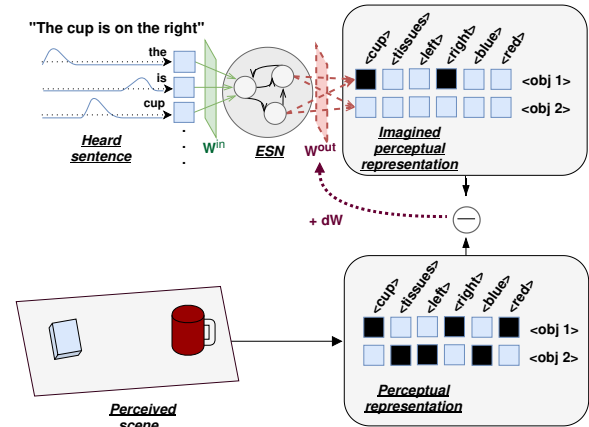 "The cup is on the right"
the
is
cup
Heard
sentence
W^in
ESN
W^out
<cup>
<tissues>
<left>
<right>
<blue>
<red>
<obj 1>
<obj 2>
Imagined
perceptual
representation
+ dW
<cup>
<tissues>
<left>
<right>
<blue>
<red>
<obj 1>
<obj 2>
Perceptual
representation
Perceived
scene